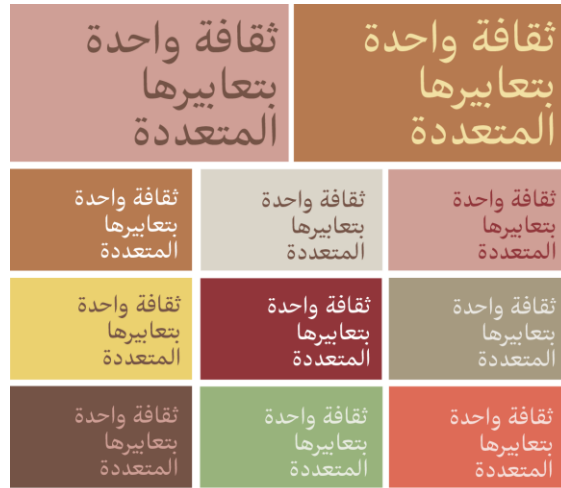 ثقافة واحدة
بتعابيرها
المتعددة
ثقافة واحدة
بتعابيرها
المتعددة
ثقافة واحدة
بتعابيرها
المتعددة
ثقافة واحدة
بتعابيرها
المتعددة
ثقافة واحدة
بتعابيرها
المتعددة
ثقافة واحدة
بتعابيرها
المتعددة
ثقافة واحدة
بتعابيرها
المتعددة
ثقافة واحدة
بتعابيرها
المتعددة
ثقافة واحدة
بتعابيرها
المتعددة
ثقافة واحدة
بتعابيرها
المتعددة
ثقافة واحدة
بتعابيرها
المتعددة